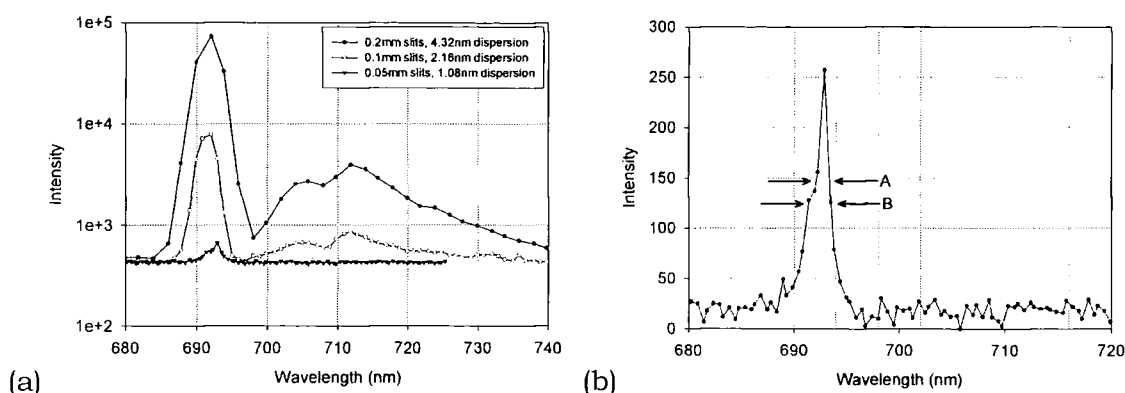 1e+5
1e+4
1e+3
1e+2
Intensity
0.2mm slits, 4.32nm dispersion
0.1mm slits, 2.16nm dispersion
0.05mm slits, 1.08nm dispersion
680 690 700 710 720 730 740
Wavelength (nm)
(a)
300
250
200
150
100
50
0
Intensity
A
B
680 690 700 710 720
Wavelength (nm)
(b)